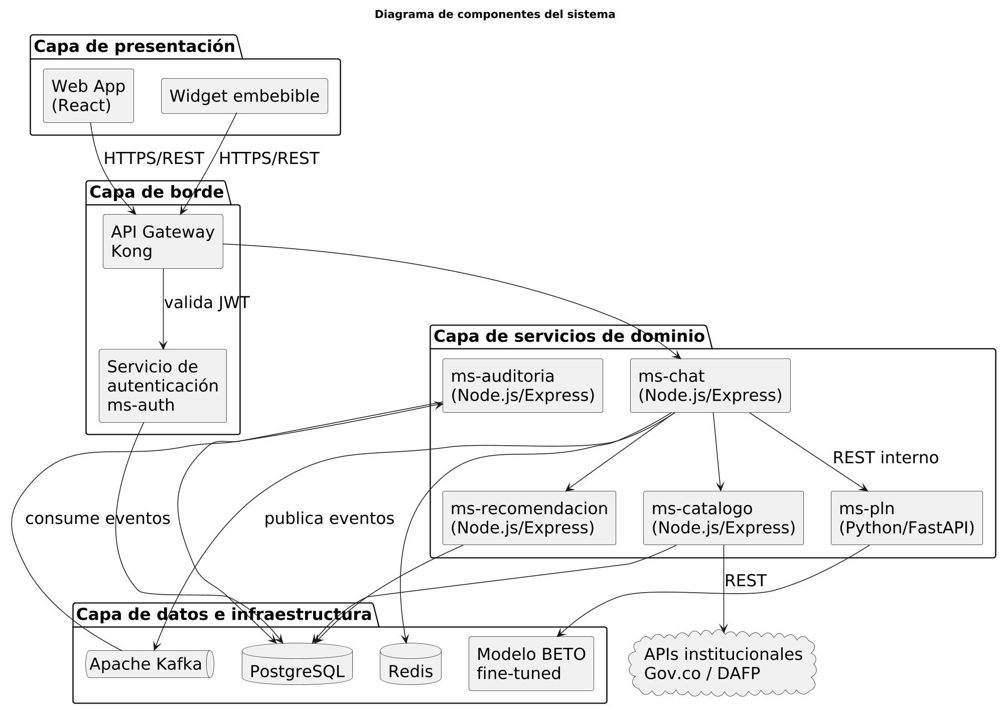 Diagrama de componentes del sistema
Capa de presentación
Web App
(React)
Widget embebible
HTTPS/REST
HTTPS/REST
Capa de borde
API Gateway
Kong
valida JWT
Servicio de
autenticación
ms-auth
Capa de servicios de dominio
ms-auditoria
(Node.js/Express)
ms-chat
(Node.js/Express)
REST interno
ms-recomendacion
(Node.js/Express)
ms-catalogo
(Node.js/Express)
ms-pln
(Python/FastAPI)
consume eventos
publica eventos
REST
Capa de datos e infraestructura
Apache Kafka
PostgreSQL
Redis
Modelo BETO
fine-tuned
APIs institucionales
Gov.co / DAFP